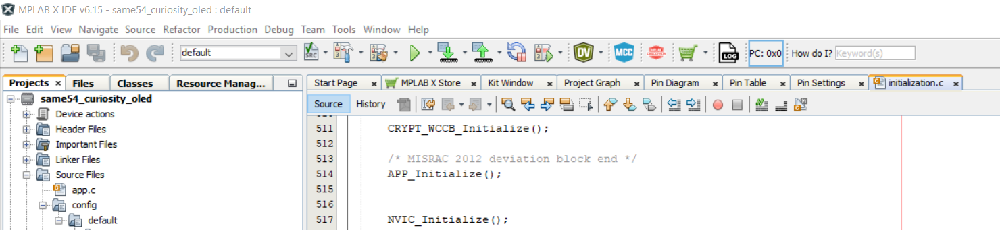 MPLAB X IDE v6.15 - same54_curiosity_oled : default
File Edit View Navigate Source Refactor Production Debug Team Tools Window Help
default SRC DV MCC LOG PC: 0x0 How do I? Keyword(s)
Projects Files Classes Resource Manag...
same54_curiosity_oled
Device actions
Header Files
Important Files
Linker Files
Source Files
app.c
config
default
Start Page MPLAB X Store Kit Window Project Graph Pin Diagram Pin Table Pin Settings initialization.c
Source History
511 CRYPT_WCCB_Initialize();
512
513 /* MISRAC 2012 deviation block end */
514 APP_Initialize();
515
516
517 NVIC_Initialize();